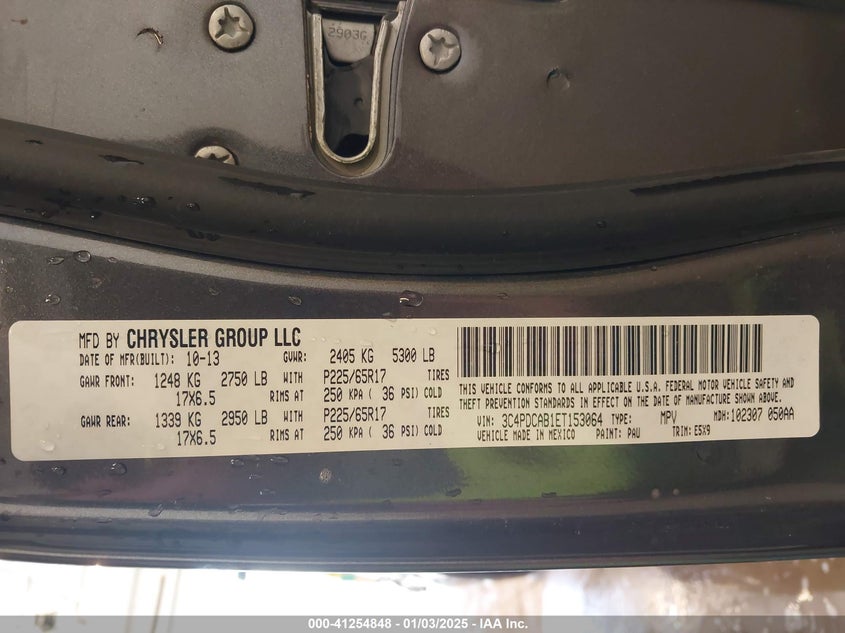 2903G
MFD BY CHRYSLER GROUP LLC
DATE OF MFR(BUILT): 10-13 GVWR: 2405 KG 5300 LB
GAWR FRONT: 1248 KG 2750 LB WITH P225/65R17 TIRES
17X6.5 RIMS AT 250 KPA ( 36 PSI) COLD
GAWR REAR: 1339 KG 2950 LB WITH P225/65R17 TIRES
17X6.5 RIMS AT 250 KPA ( 36 PSI) COLD
THIS VEHICLE CONFORMS TO ALL APPLICABLE U.S.A. FEDERAL MOTOR VEHICLE SAFETY AND
THEFT PREVENTION STANDARDS IN EFFECT ON THE DATE OF MANUFACTURE SHOWN ABOVE.
VIN: 3C4PDCAB1ET153064 TYPE: MPV MDH: 102307 050AA
VEHICLE MADE IN MEXICO PAINT: PAU TRIM: ESX9
000-41254848 - 01/03/2025 - IAA Inc.